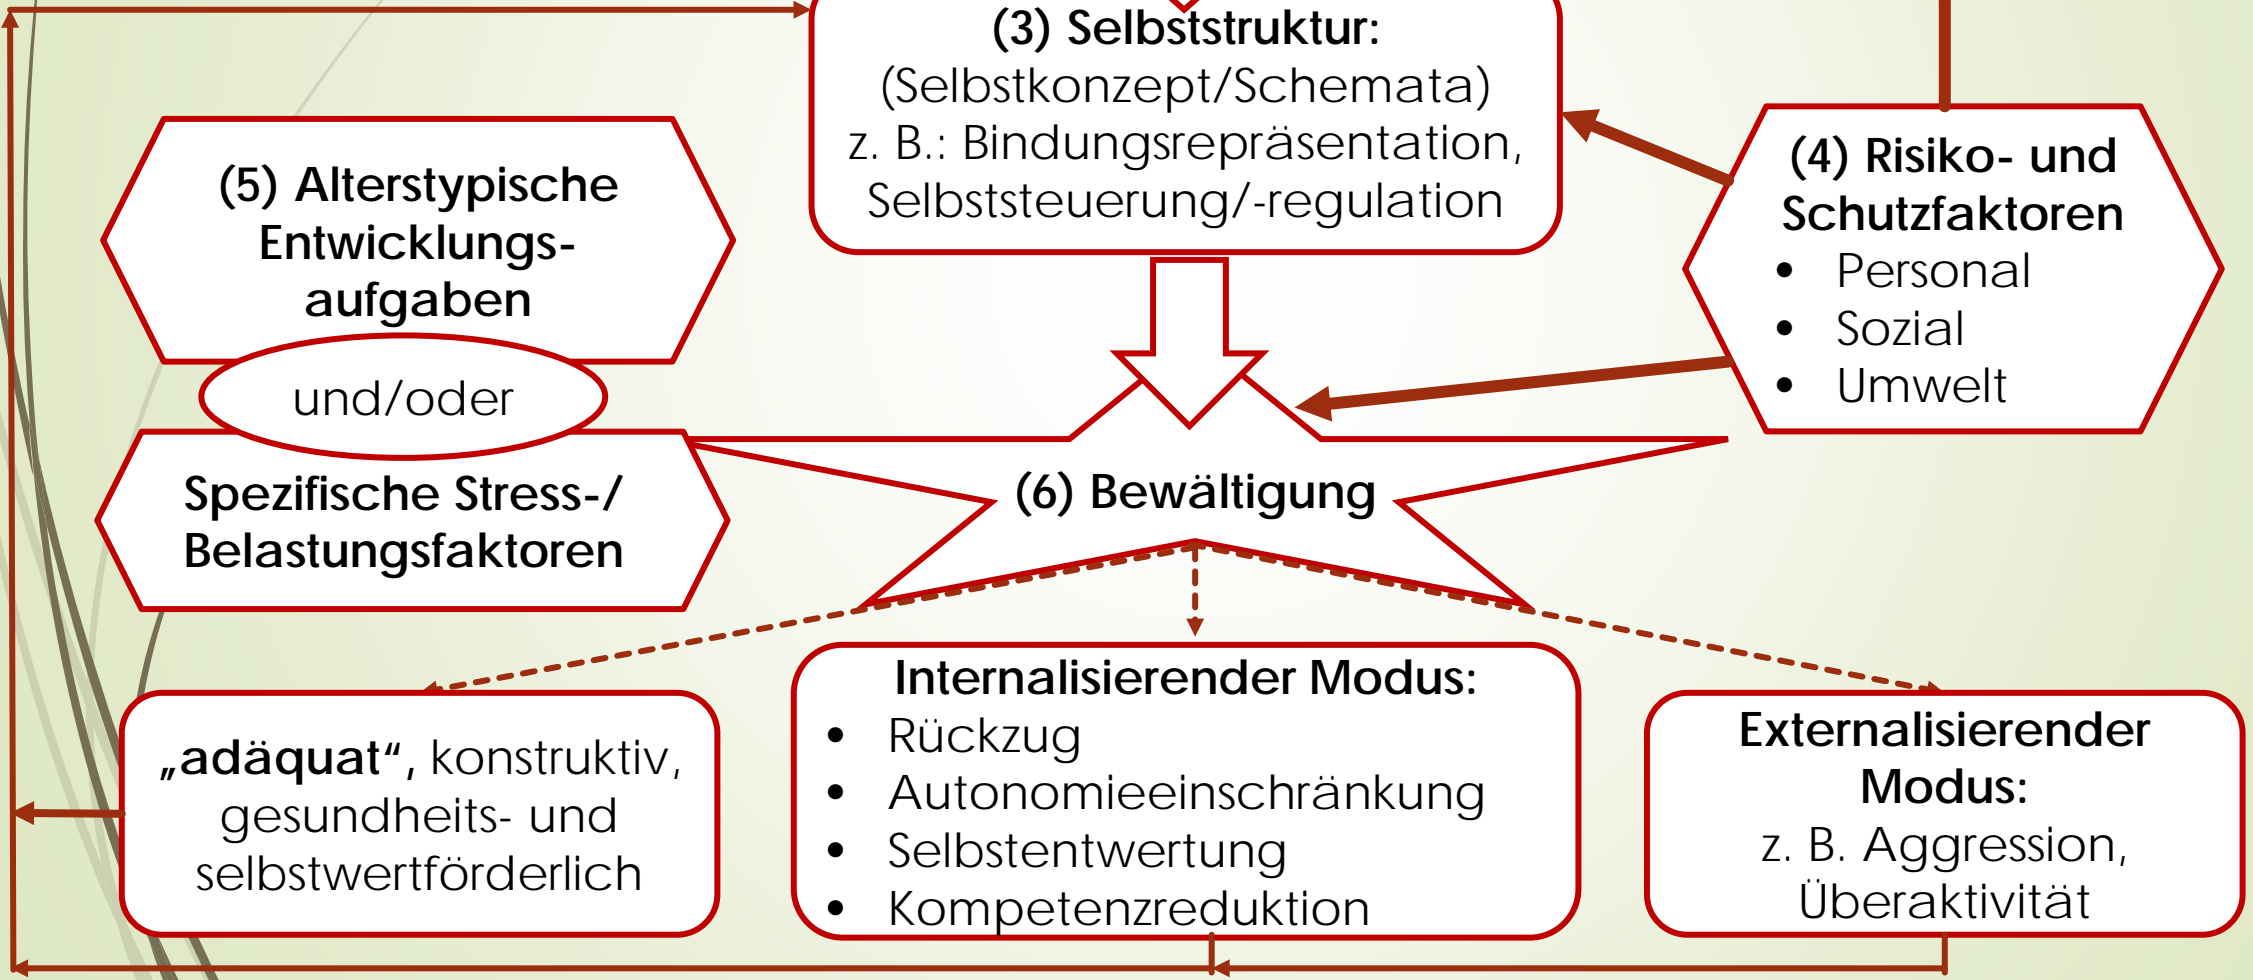 (3) Selbststruktur:
(Selbstkonzept/Schemata)
z. B.: Bindungsrepräsentation,
Selbststeuerung/-regulation
(4) Risiko- und
Schutzfaktoren
• Personal
• Sozial
• Umwelt
(5) Alterstypische
Entwicklungs-
aufgaben
und/oder
Spezifische Stress-/
Belastungsfaktoren
(6) Bewältigung
„adäquat“, konstruktiv,
gesundheits- und
selbstwertförderlich
Internalisierender Modus:
• Rückzug
• Autonomieeinschränkung
• Selbstentwertung
• Kompetenzreduktion
Externalisierender
Modus:
z. B. Aggression,
Überaktivität